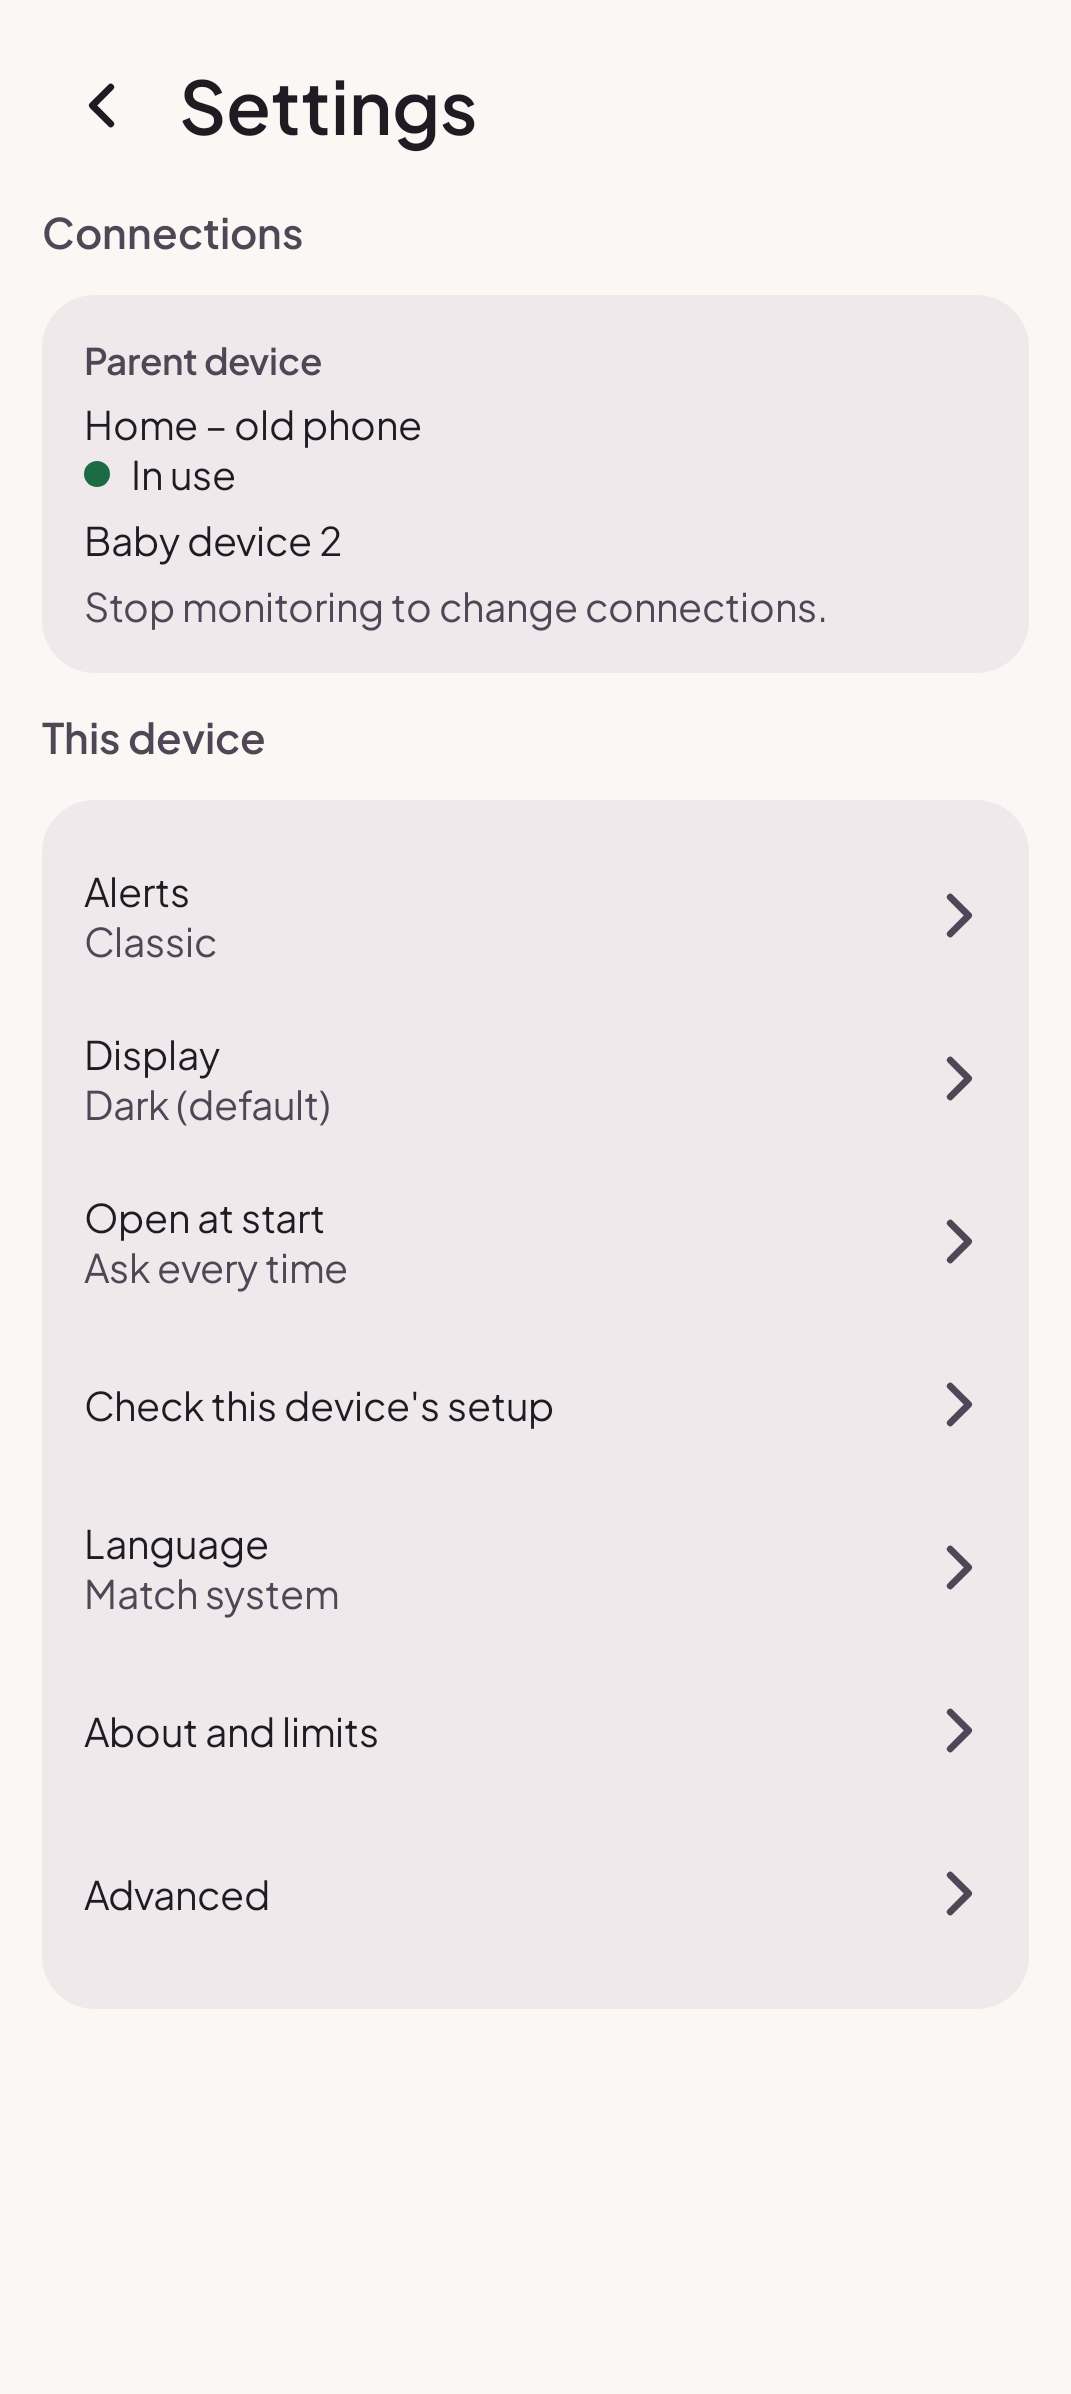 Settings
Connections
Parent device
Home – old phone
In use
Baby device 2
Stop monitoring to change connections.
This device
Alerts
Classic
Display
Dark (default)
Open at start
Ask every time
Check this device's setup
Language
Match system
About and limits
Advanced